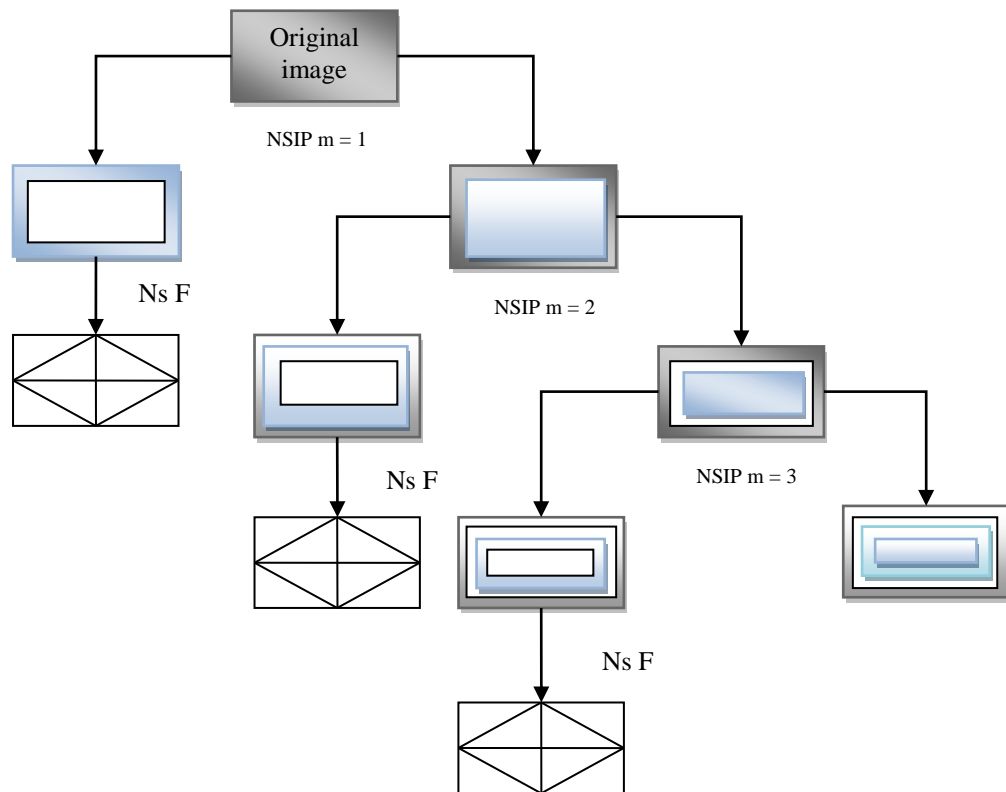 Original
image
NSIP m = 1
Ns F
NSIP m = 2
Ns F
NSIP m = 3
Ns F